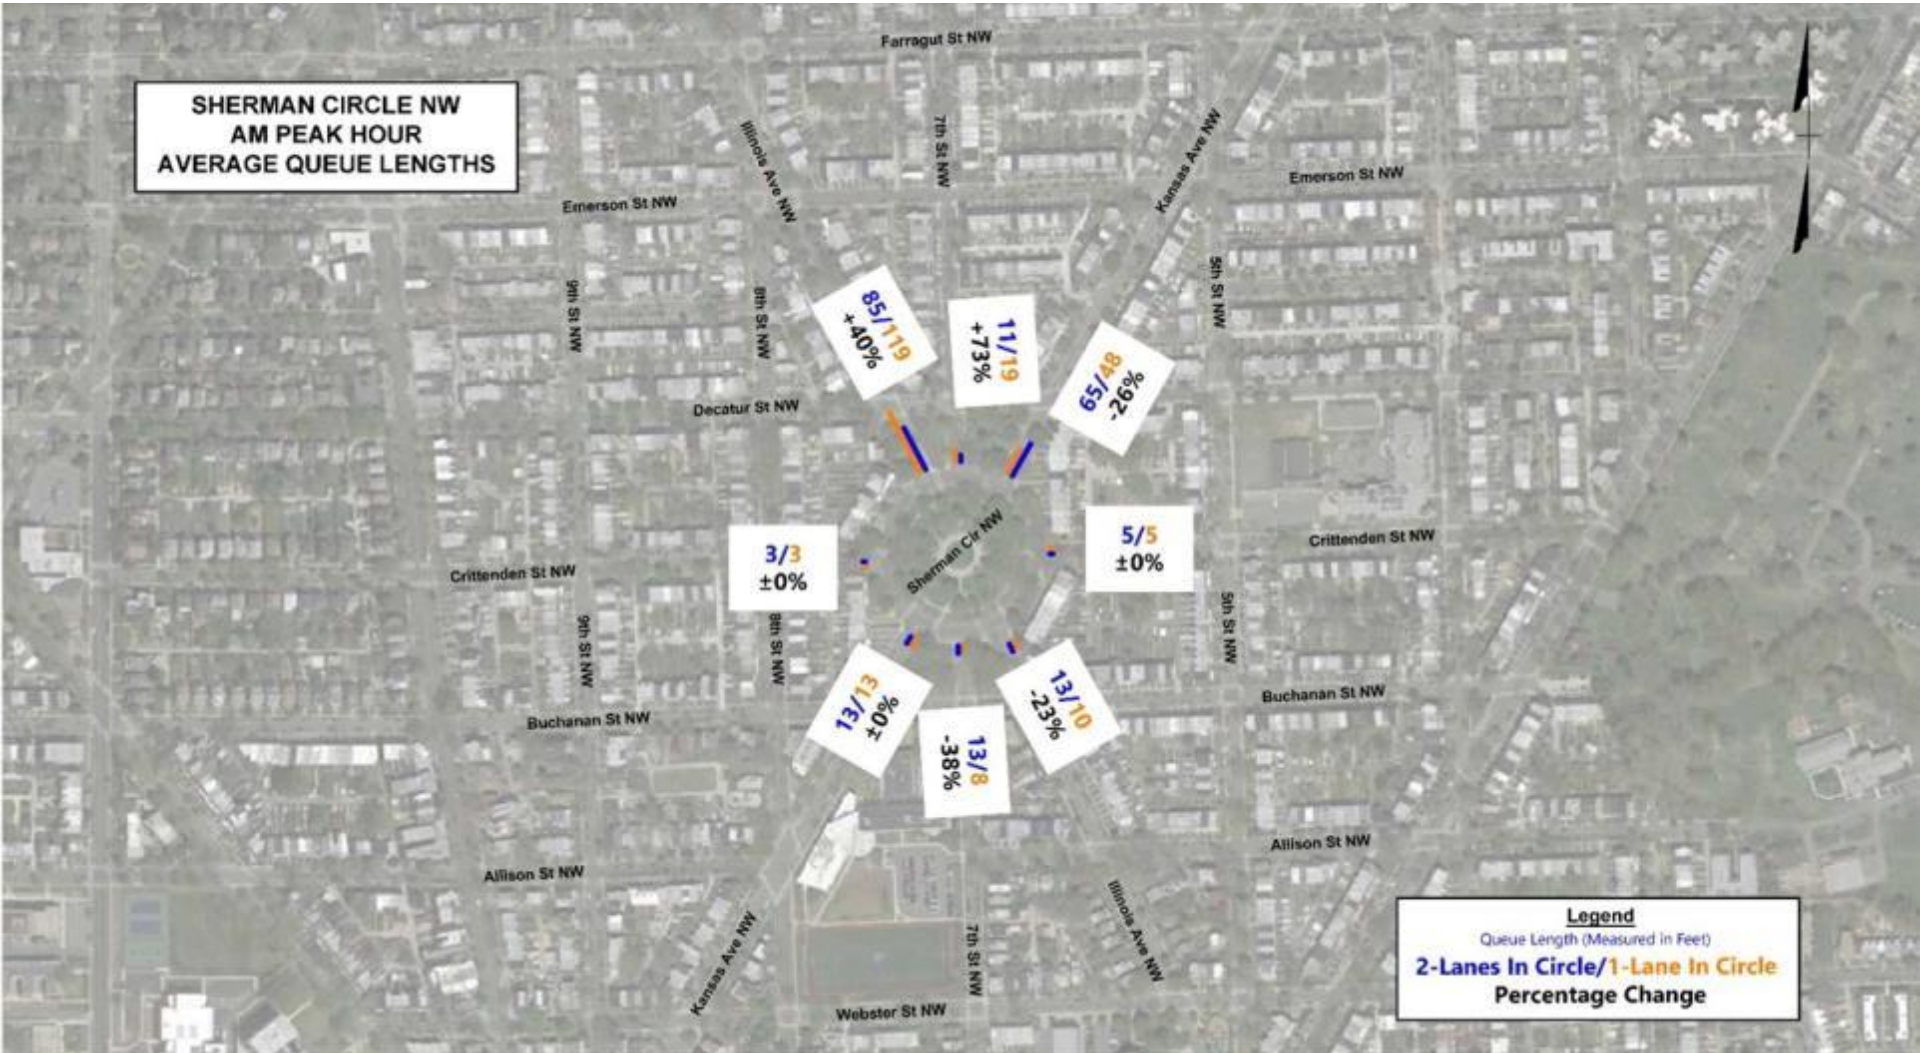 Farragut St NW
SHERMAN CIRCLE NW
AM PEAK HOUR
AVERAGE QUEUE LENGTHS
Illinois Ave NW
7th St NW
Kansas Ave NW
Emerson St NW
Emerson St NW
9th St NW
8th St NW
5th St NW
85/119
+40%
11/19
+73%
65/48
-26%
Decatur St NW
Sherman Cir NW
Crittenden St NW
Crittenden St NW
3/3
±0%
5/5
±0%
9th St NW
8th St NW
5th St NW
13/13
±0%
13/8
-38%
13/10
-23%
Buchanan St NW
Buchanan St NW
Allison St NW
Allison St NW
Kansas Ave NW
7th St NW
Illinois Ave NW
Webster St NW
Legend
Queue Length (Measured in Feet)
2-Lanes In Circle/1-Lane In Circle
Percentage Change